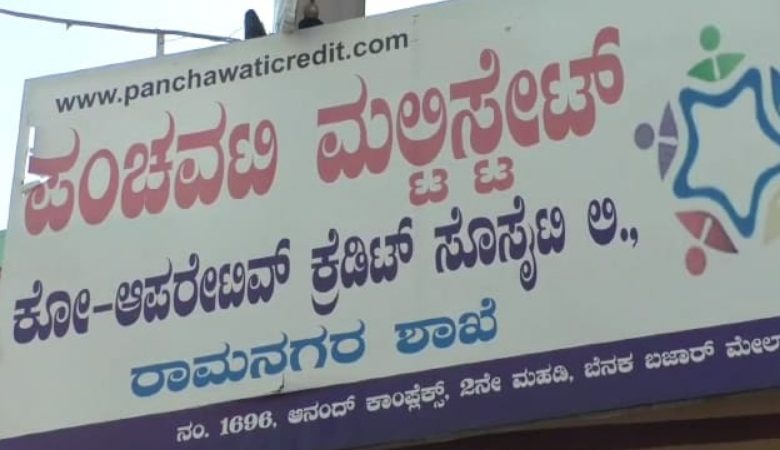 www.panchawaticredit.com
ಪಂಚವಟಿ ಮಲ್ಟಿಸ್ಟೇಟ್
ಕೋ-ಆಪರೇಟಿವ್ ಕ್ರೆಡಿಟ್ ಸೊಸೈಟಿ ಲಿ.,
ರಾಮನಗರ ಶಾಖೆ
ನಂ. 1696, ಆನಂದ್ ಕಾಂಪ್ಲೆಕ್ಸ್, 2ನೇ ಮಹಡಿ, ಬೆನಕ ಬಜಾರ್